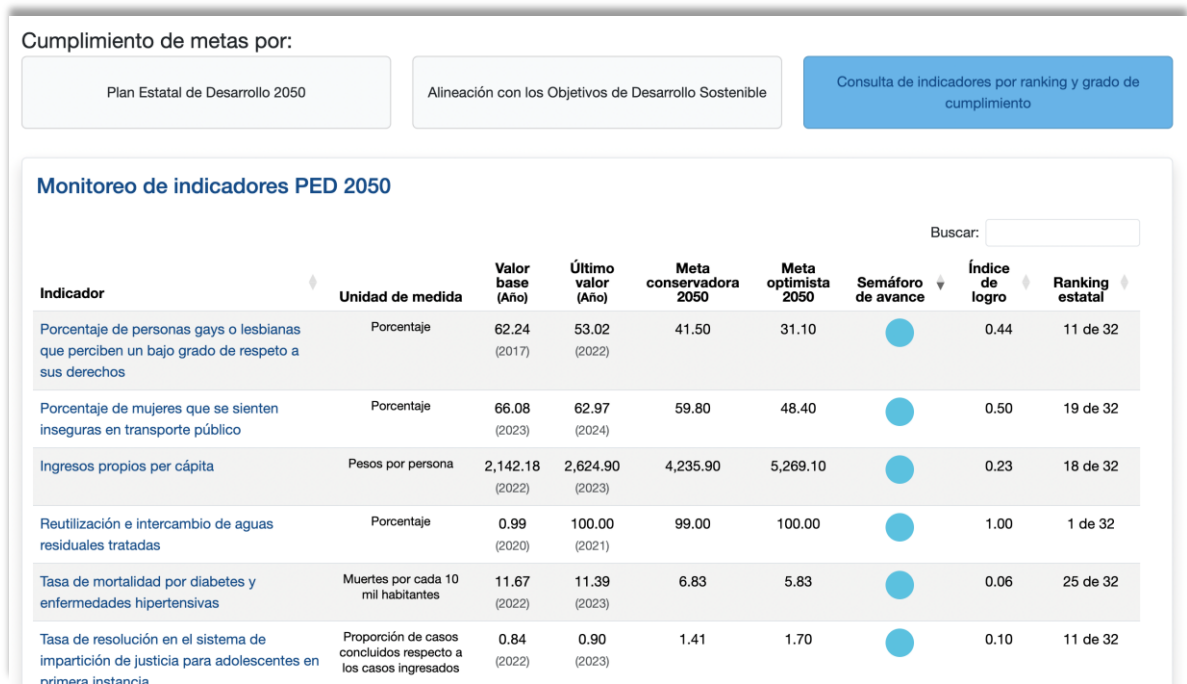 Cumplimiento de metas por:
Plan Estatal de Desarrollo 2050
Alineación con los Objetivos de Desarrollo Sostenible
Consulta de indicadores por ranking y grado de
cumplimiento
Monitoreo de indicadores PED 2050
Buscar:
Indicador Unidad de medida Valor base (Año) Último valor (Año) Meta conservadora 2050 Meta optimista 2050 Semáforo de avance Índice de logro Ranking estatal
Porcentaje de personas gays o lesbianas Porcentaje 62.24 53.02 41.50 31.10 0.44 11 de 32
que perciben un bajo grado de respeto a (2017) (2022)
sus derechos
Porcentaje de mujeres que se sienten Porcentaje 66.08 62.97 59.80 48.40 0.50 19 de 32
inseguras en transporte público (2023) (2024)
Ingresos propios per cápita Pesos por persona 2,142.18 2,624.90 4,235.90 5,269.10 0.23 18 de 32
(2022) (2023)
Reutilización e intercambio de aguas Porcentaje 0.99 100.00 99.00 100.00 1.00 1 de 32
residuales tratadas (2020) (2021)
Tasa de mortalidad por diabetes y Muertes por cada 10 11.67 11.39 6.83 5.83 0.06 25 de 32
enfermedades hipertensivas mil habitantes (2022) (2023)
Tasa de resolución en el sistema de Proporción de casos 0.84 0.90 1.41 1.70 0.10 11 de 32
impartición de justicia para adolescentes en concluidos respecto a (2022) (2023)
primera instancia los casos ingresados